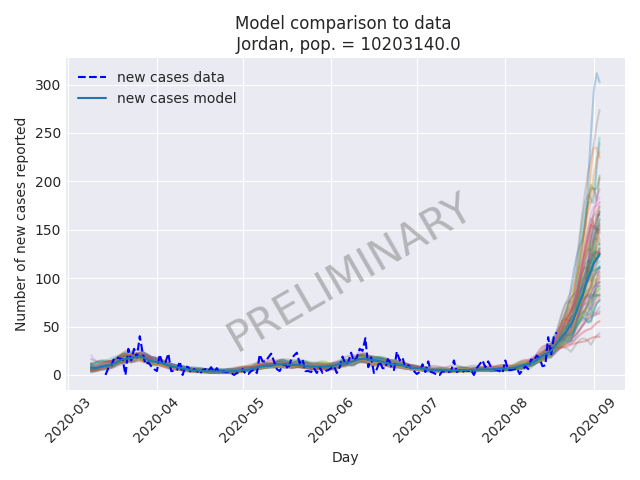 Model comparison to data
Jordan, pop. = 10203140.0
new cases data
new cases model
Number of new cases reported
300
250
200
150
100
50
0
PRELIMINARY
2020-03
2020-04
2020-05
2020-06
2020-07
2020-08
2020-09
Day